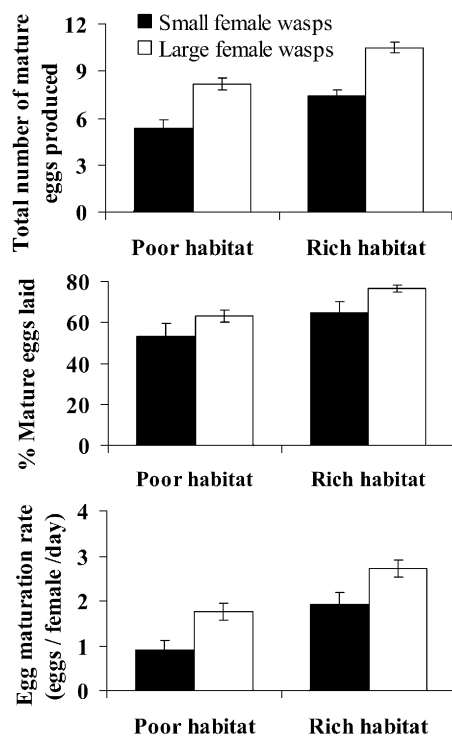 Small female wasps
Large female wasps
Total number of mature
eggs produced
12
9
6
3
0
Poor habitat Rich habitat
% Mature eggs laid
80
60
40
20
0
Poor habitat Rich habitat
Egg maturation rate
(eggs / female /day)
4
3
2
1
0
Poor habitat Rich habitat